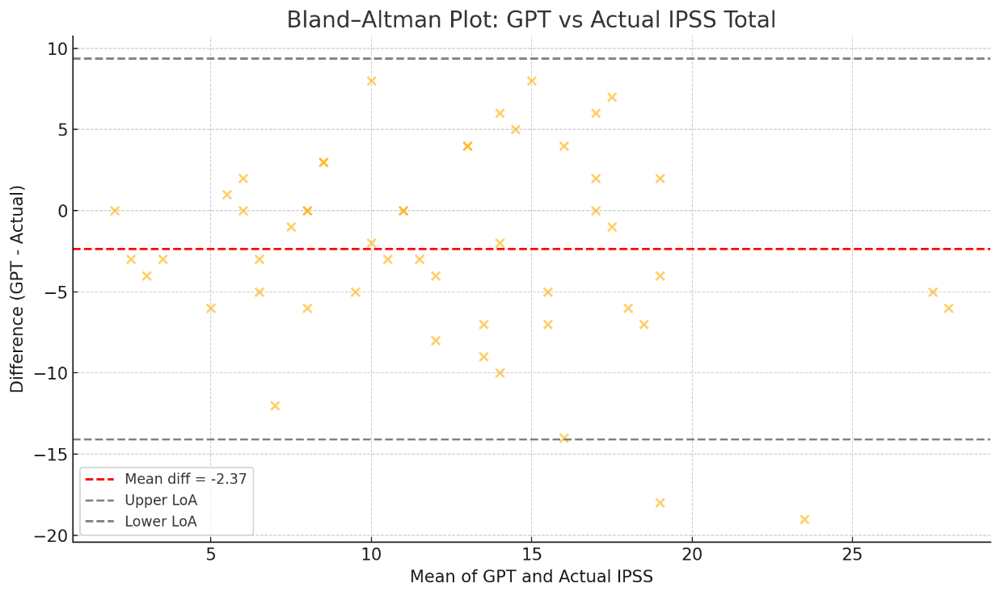 Bland–Altman Plot: GPT vs Actual IPSS Total
Difference (GPT - Actual)
10
5
0
−5
−10
−15
−20
Mean diff = -2.37
Upper LoA
Lower LoA
5
10
15
20
25
Mean of GPT and Actual IPSS